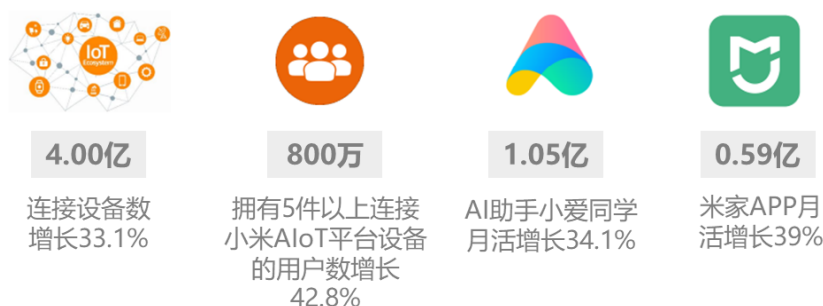 IoT
Ecosystem
4.00亿
800万
1.05亿
0.59亿
连接设备数
增长33.1%
拥有5件以上连接
小米AIoT平台设备
的用户数增长
42.8%
AI助手小爱同学
月活增长34.1%
米家APP月
活增长39%